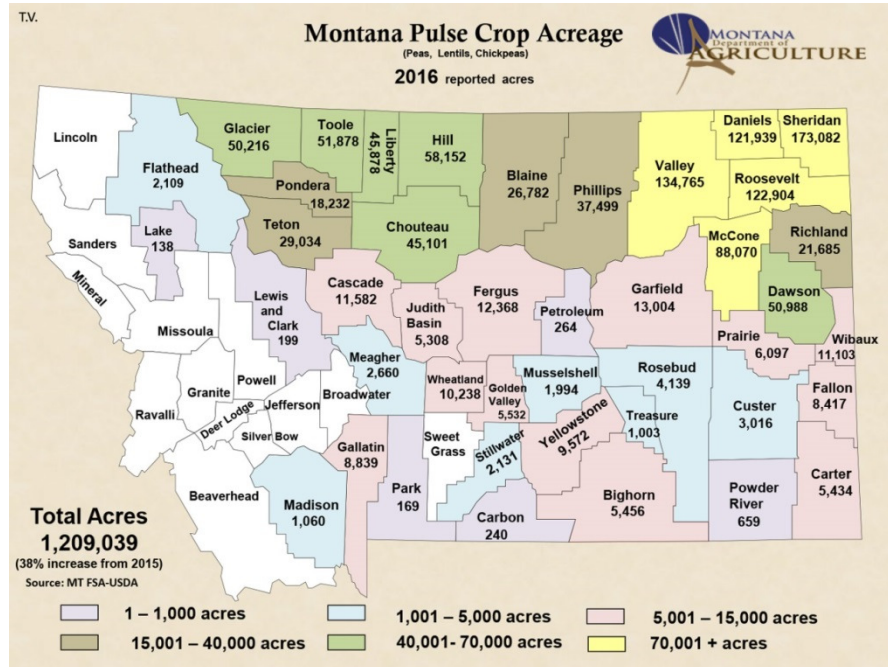 T.V.
Montana Pulse Crop Acreage
(Peas, Lentils, Chickpeas)
2016 reported acres
MONTANA
Department of
AGRICULTURE
Lincoln
Flathead
2,109
Glacier
50,216
Toole
51,878
Liberty
45,878
Hill
58,152
Blaine
26,782
Phillips
37,499
Valley
134,765
Daniels
121,939
Sheridan
173,082
Roosevelt
122,904
Pondera
18,232
Teton
29,034
Chouteau
45,101
McCone
88,070
Richland
21,685
Dawson
50,988
Sanders
Lake
138
Mineral
Missoula
Lewis
and
Clark
199
Cascade
11,582
Judith
Basin
5,308
Fergus
12,368
Petroleum
264
Garfield
13,004
Prairie
6,097
Wibaux
11,103
Powell
Granite
Ravalli
Deer Lodge
Silver Bow
Jefferson
Broadwater
Meagher
2,660
Wheatland
10,238
Golden
Valley
5,532
Musselshell
1,994
Rosebud
4,139
Treasure
1,003
Custer
3,016
Fallon
8,417
Beaverhead
Madison
1,060
Gallatin
8,839
Park
169
Sweet
Grass
Stillwater
2,131
Yellowstone
9,572
Carbon
240
Bighorn
5,456
Powder
River
659
Carter
5,434
Total Acres
1,209,039
(38% increase from 2015)
Source: MT FSA-USDA
1 – 1,000 acres
1,001 – 5,000 acres
5,001 – 15,000 acres
15,001 – 40,000 acres
40,001- 70,000 acres
70,001 + acres